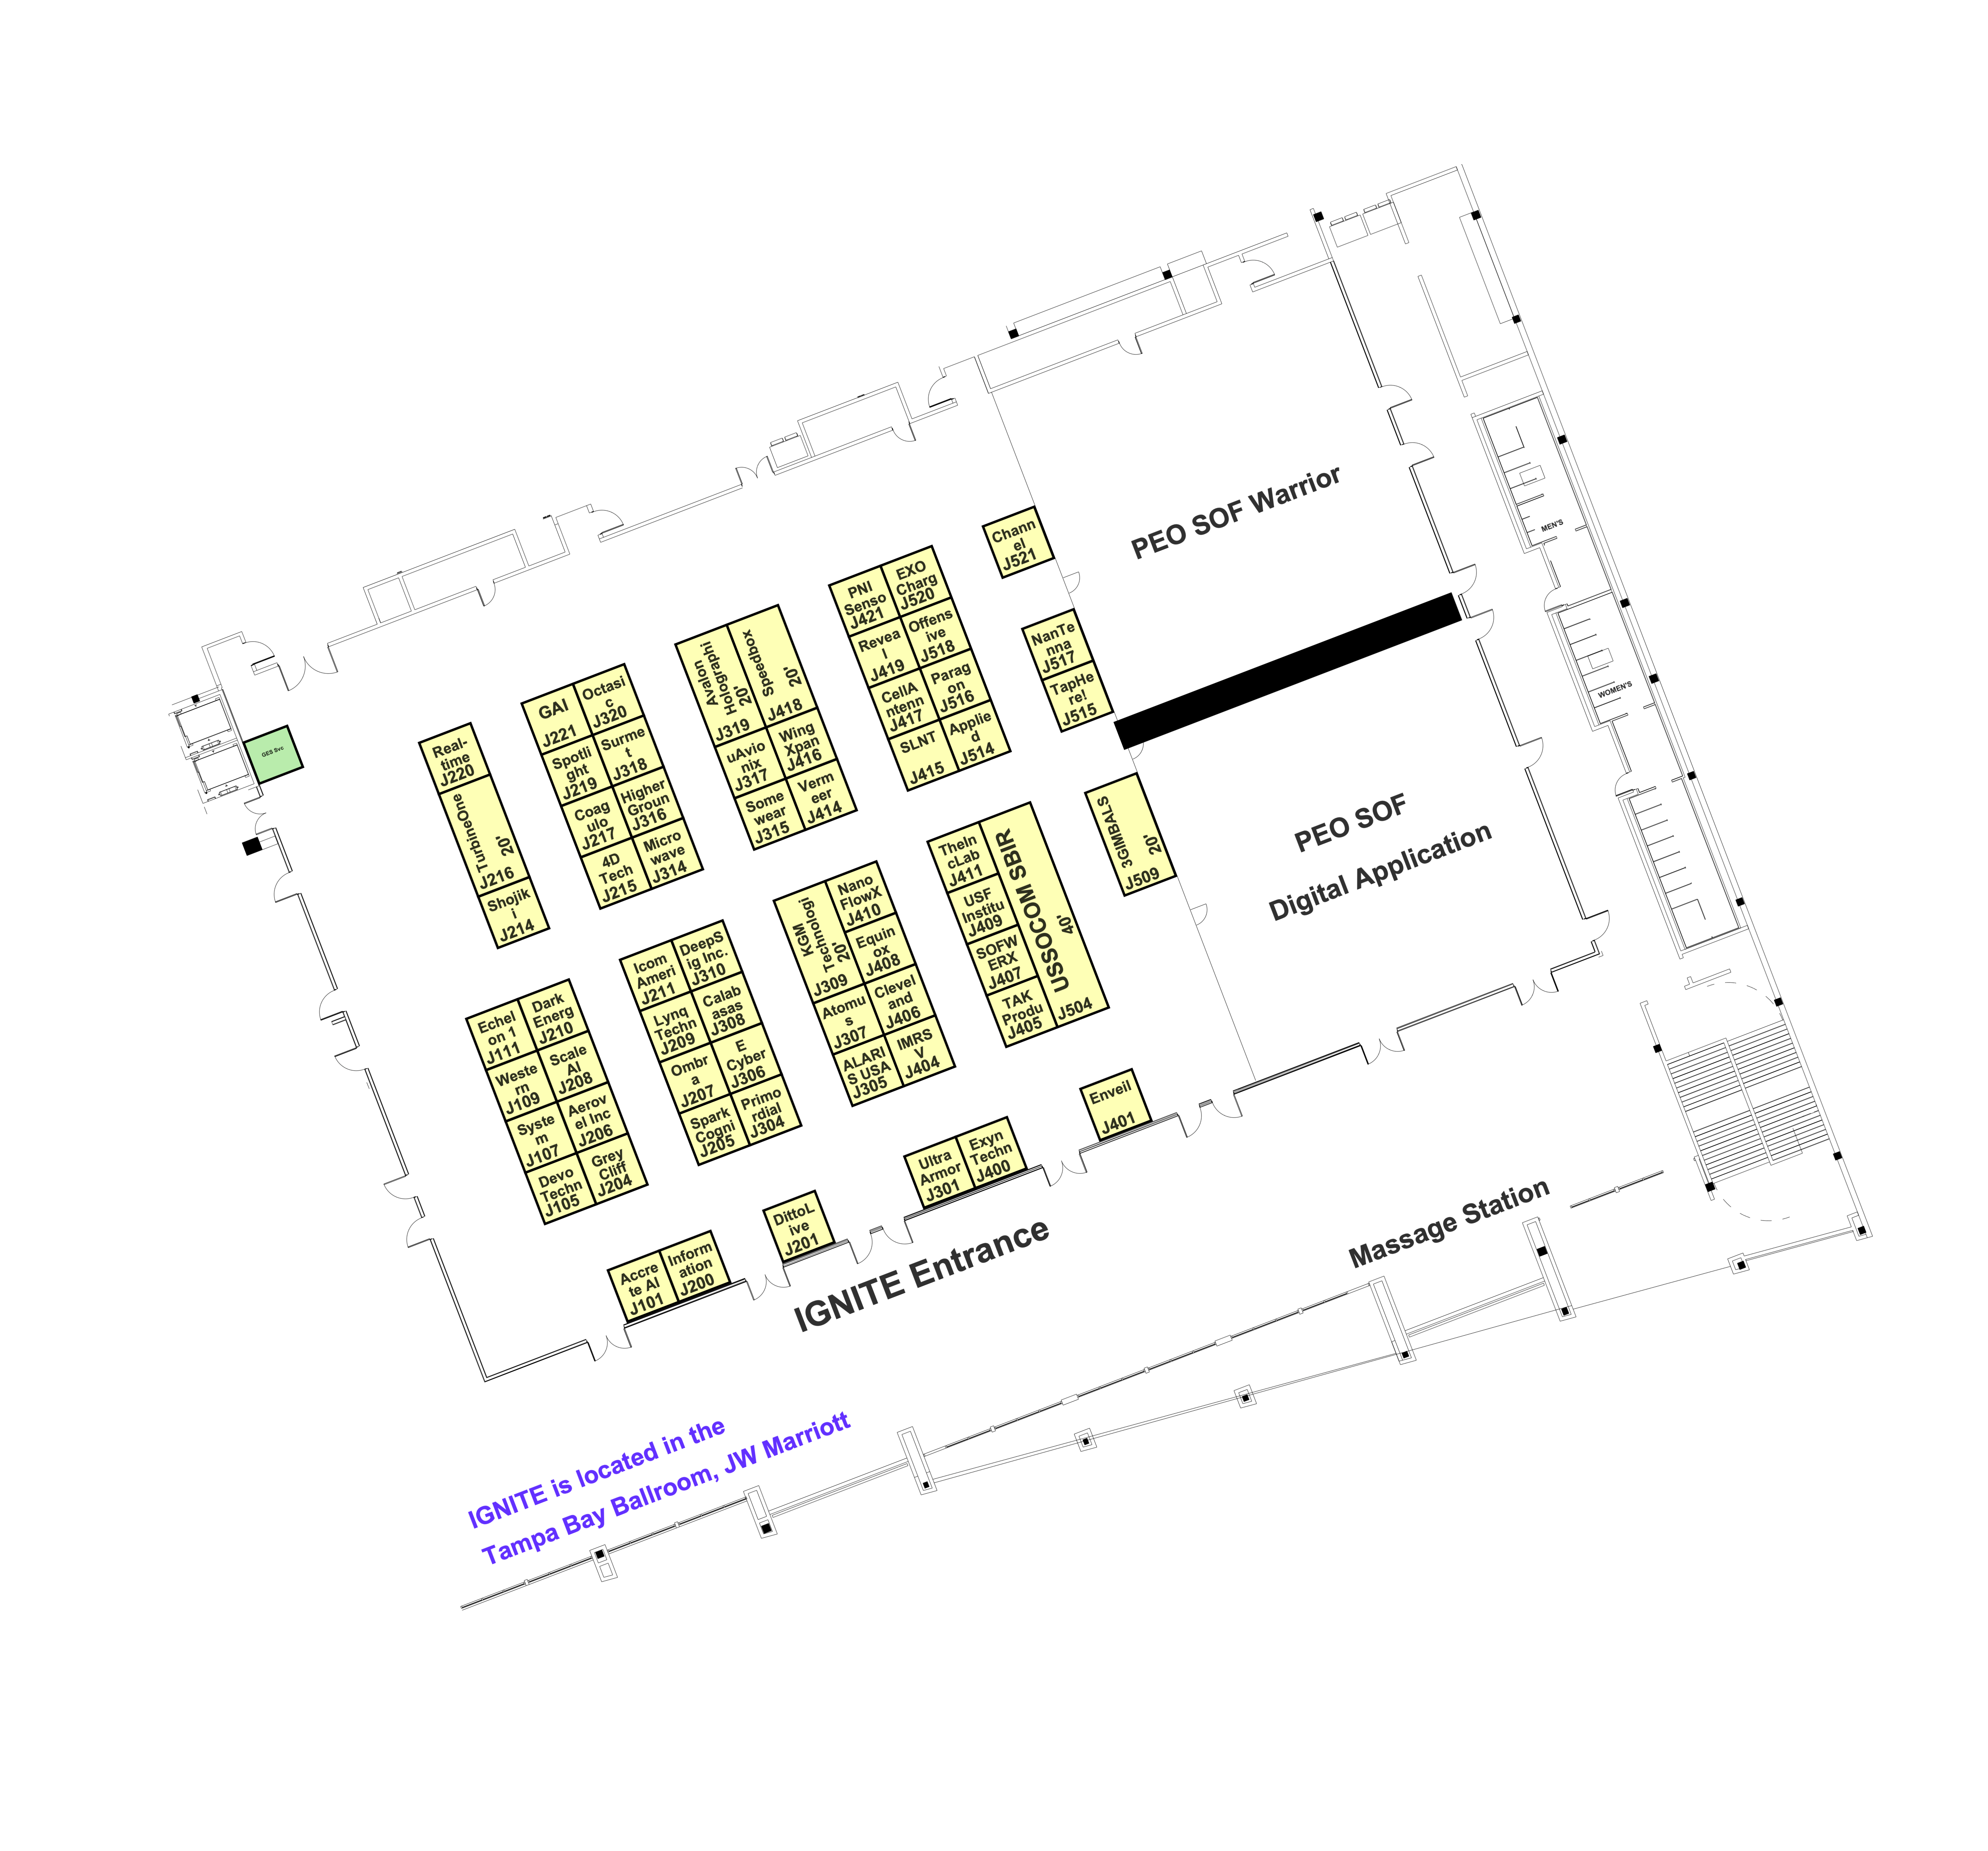 PEO SOF Warrior
MEN'S
WOMEN'S
PEO SOF
Digital Application
GES Svc
Chann
el
J521
NanTe
nna
J517
TapHe
re!
J515
3GIMBALS
20'
J509
PNI
Senso
J421
EXO
Charg
J520
Revea
l
J419
Offens
ive
J518
CellA
ntenn
J417
Parag
on
J516
SLNT
J415
Applie
d
J514
Avalon
Holographi
20'
J319
Speedbox
20'
J418
uAvio
nix
J317
Wing
Xpan
J416
Some
wear
J315
Verm
eer
J414
GAI
J221
Octasi
c
J320
Spotli
ght
J219
Surme
t
J318
Coag
ulo
J217
Higher
Groun
J316
4D
Tech
J215
Micro
wave
J314
Real-
time
J220
TurbineOne
20'
J216
Shojik
i
J214
TheIn
cLab
J411
USSOCOM SBIR
40'
J504
USF
Institu
J409
SOFW
ERX
J407
TAK
Produ
J405
KGM
Technologi
20'
J309
Nano
FlowX
J410
Equin
ox
J408
Atomu
s
J307
Clevel
and
J406
ALARI
S USA
J305
IMRS
V
J404
Icom
Ameri
J211
DeepS
ig Inc.
J310
Lynq
Techn
J209
Calab
asas
J308
Ombr
a
J207
E
Cyber
J306
Spark
Cogni
J205
Primo
rdial
J304
Echel
on 1
J111
Dark
Energ
J210
Weste
rn
J109
Scale
AI
J208
Syste
m
J107
Aerov
el Inc
J206
Devo
Techn
J105
Grey
Cliff
J204
Enveil
J401
Ultra
Armor
J301
Exyn
Techn
J400
DittoL
ive
J201
Accre
te AI
J101
Inform
ation
J200
IGNITE Entrance
Massage Station
IGNITE is located in the
Tampa Bay Ballroom, JW Marriott